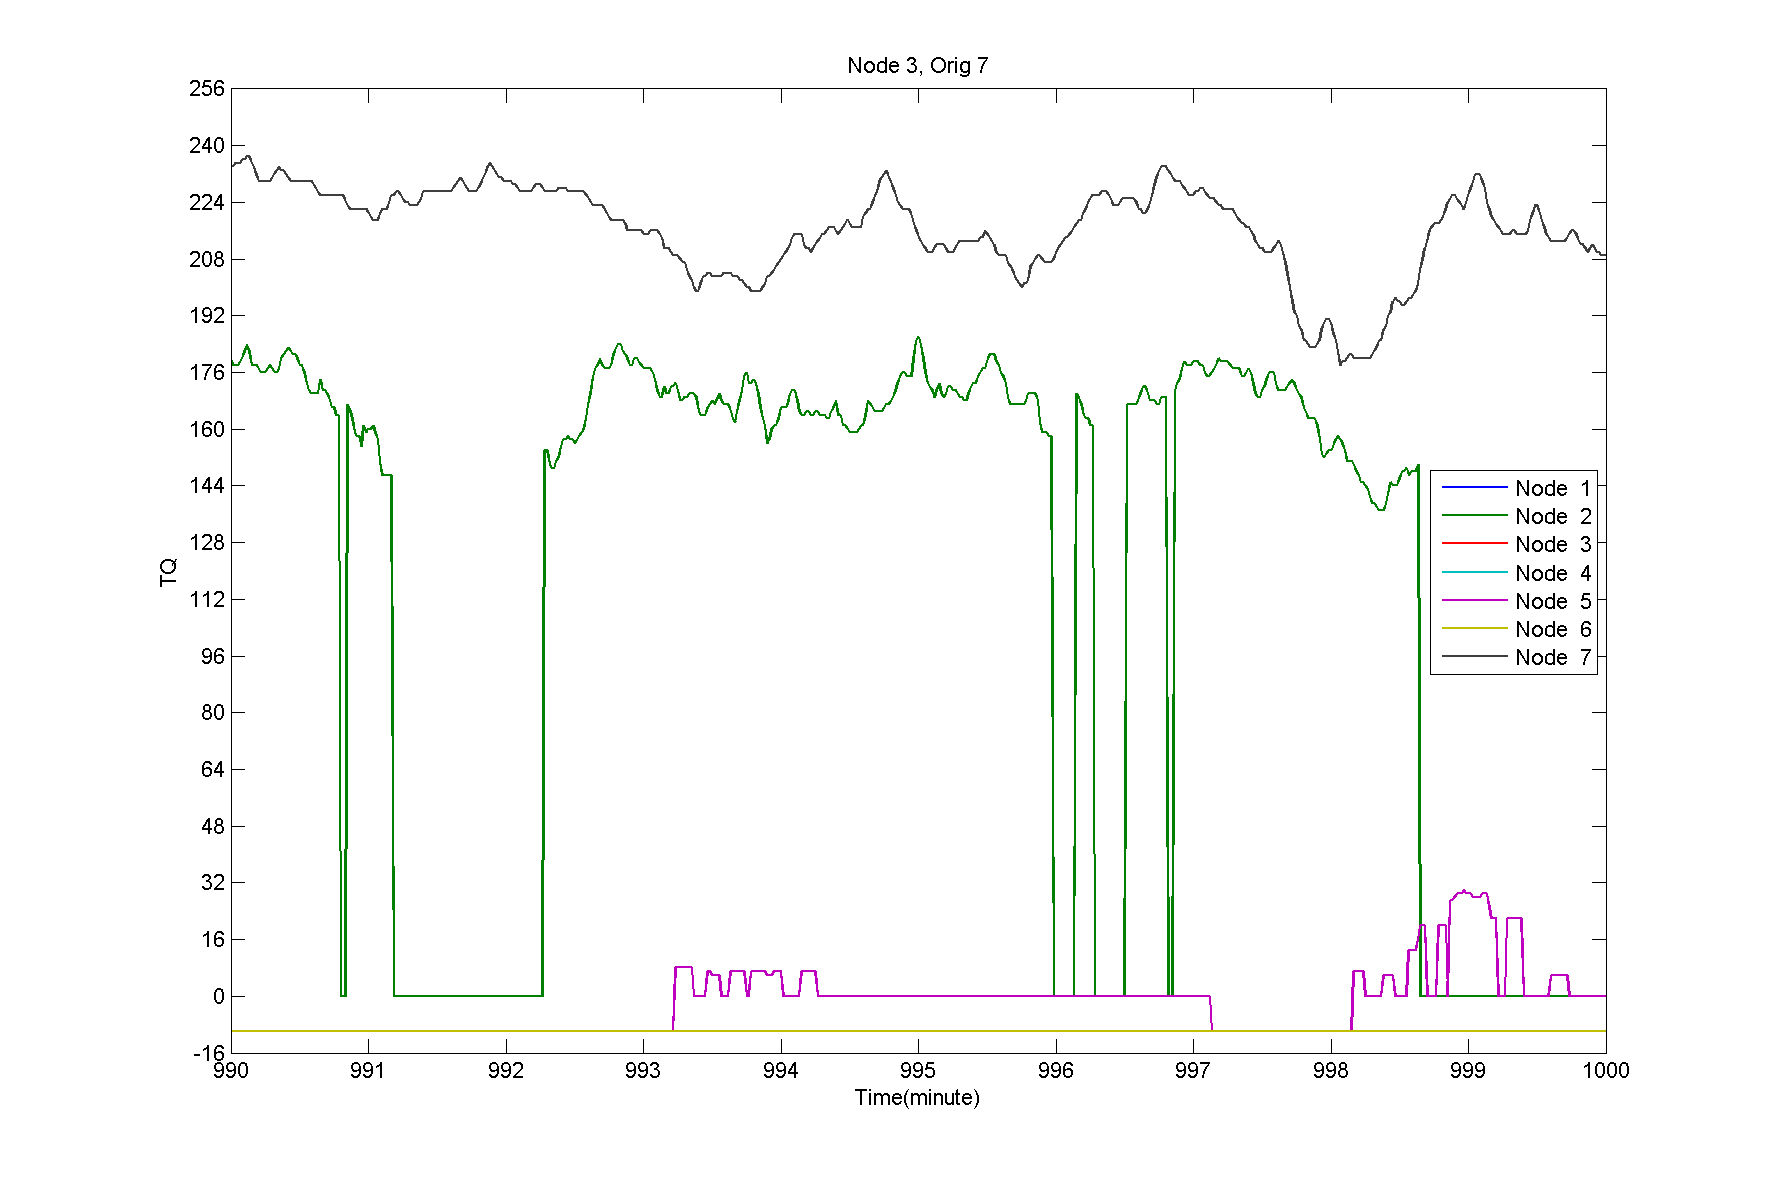 Node 3, Orig 7
256
240
224
208
192
176
160
144
128
112
96
80
64
48
32
16
0
-16
TQ
Node 1
Node 2
Node 3
Node 4
Node 5
Node 6
Node 7
990 991 992 993 994 995 996 997 998 999 1000
Time(minute)